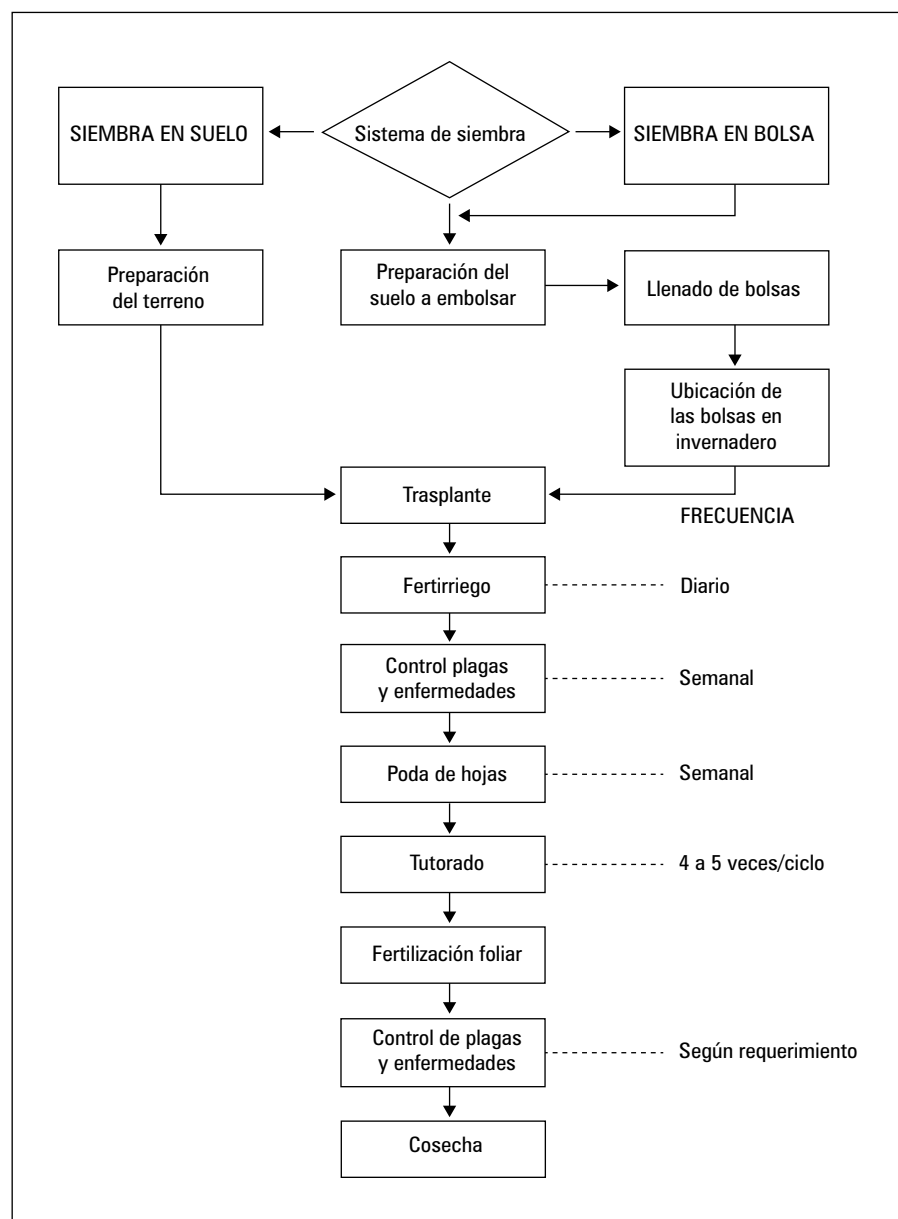 SIEMBRA EN SUELO
Sistema de siembra
SIEMBRA EN BOLSA
Preparación
del terreno
Preparación del
suelo a embolsar
Llenado de bolsas
Ubicación de
las bolsas en
invernadero
Trasplante
FRECUENCIA
Fertirriego
Diario
Control plagas
y enfermedades
Semanal
Poda de hojas
Semanal
Tutorado
4 a 5 veces/ciclo
Fertilización foliar
Control de plagas
y enfermedades
Según requerimiento
Cosecha